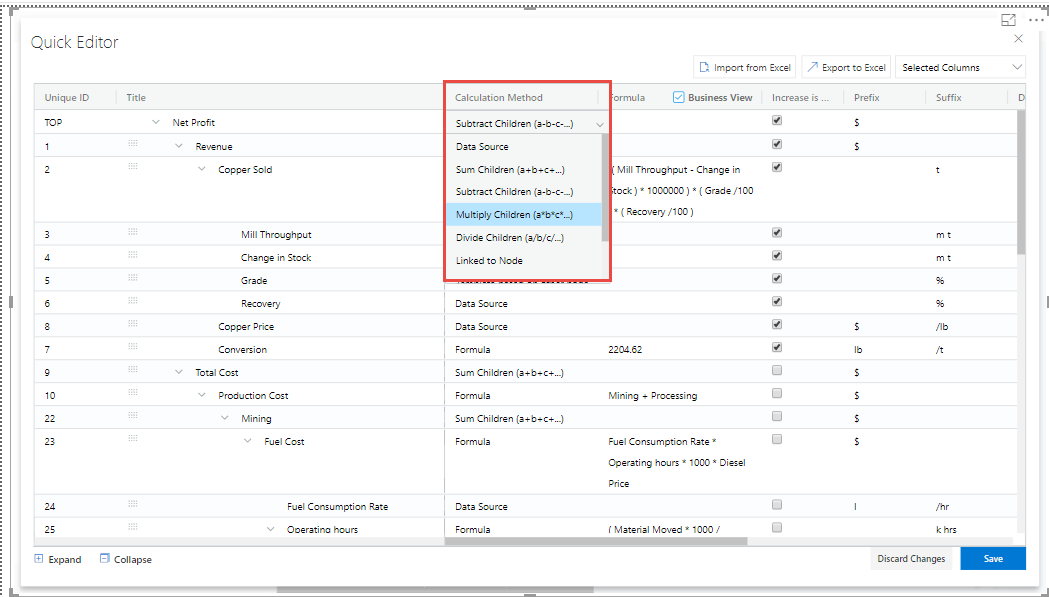 Quick Editor
Import from Excel
Export to Excel
Selected Columns
Unique ID Title Calculation Method Formula Business View Increase is ... Prefix Suffix D
TOP Net Profit Subtract Children (a-b-c-...) $
1 Revenue Data Source $
2 Copper Sold Sum Children (a+b+c+...) ( Mill Throughput - Change in t
Subtract Children (a-b-c-...) Stock ) * 1000000 ) * ( Grade /100
Multiply Children (a*b*c*...) * ( Recovery /100 )
3 Mill Throughput Divide Children (a/b/c/...) m t
4 Change in Stock Linked to Node m t
5 Grade %
6 Recovery Data Source %
8 Copper Price Data Source $ /lb
7 Conversion Formula 2204.62 lb /t
9 Total Cost Sum Children (a+b+c+...) $
10 Production Cost Formula Mining + Processing $
22 Mining Sum Children (a+b+c+...) $
23 Fuel Cost Formula Fuel Consumption Rate * $
Operating hours * 1000 * Diesel
Price
24 Fuel Consumption Rate Data Source l /hr
25 Operating hours Formula ( Material Moved * 1000 / k hrs
Expand Collapse Discard Changes Save